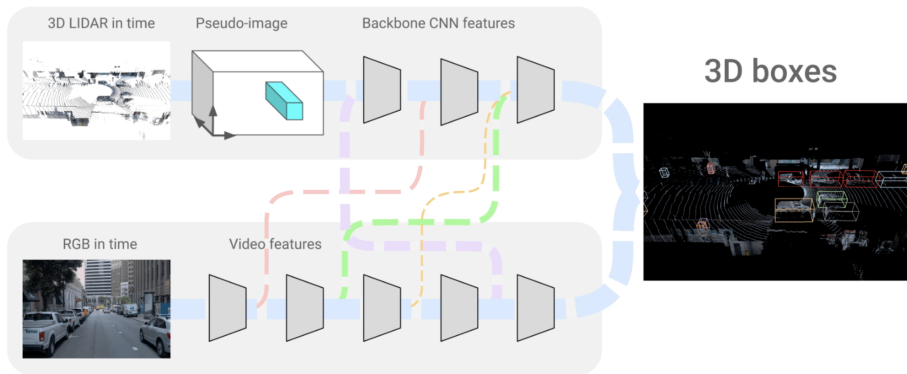 3D LIDAR in time
Pseudo-image
Backbone CNN features
3D boxes
RGB in time
Video features